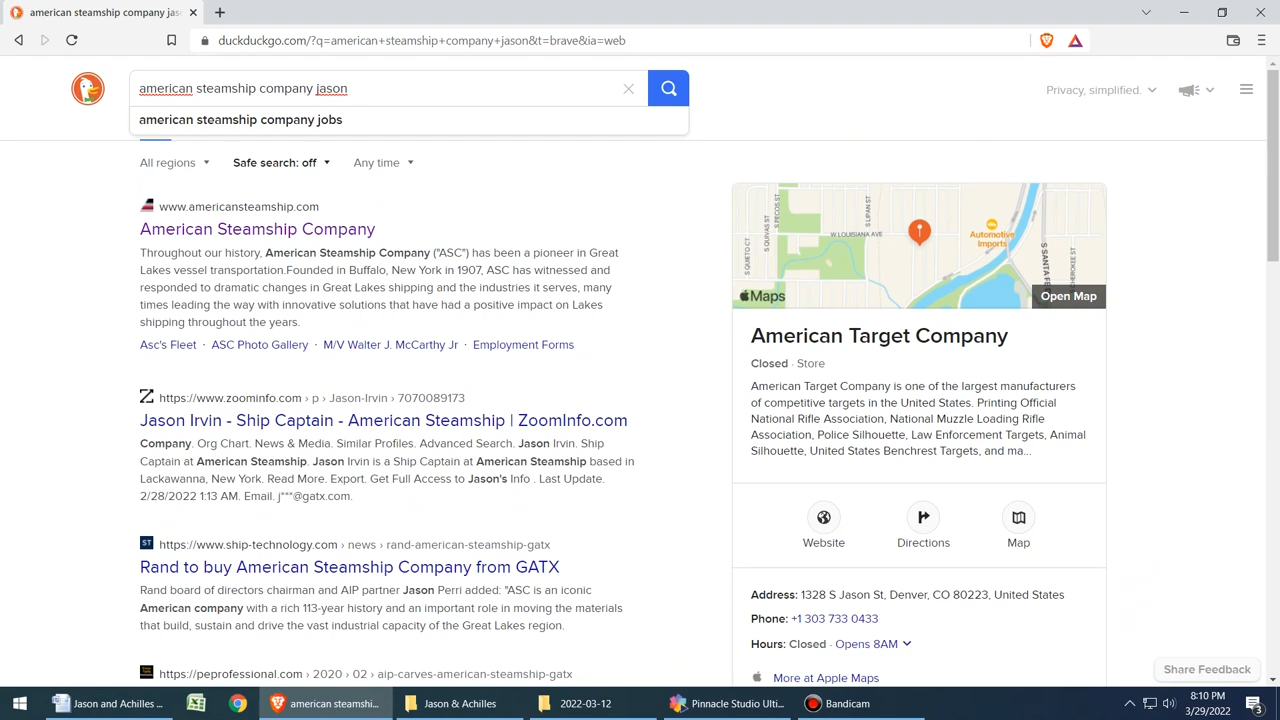 american steamship company jas
duckduckgo.com/?q=american+steamship+company+jason&t=brave&ia=web
american steamship company jason
american steamship company jobs
Privacy, simplified.
All regions
Safe search: off
Any time
www.americansteamship.com
American Steamship Company
Throughout our history, American Steamship Company ("ASC") has been a pioneer in Great
Lakes vessel transportation.Founded in Buffalo, New York in 1907, ASC has witnessed and
responded to dramatic changes in Great Lakes shipping and the industries it serves, many
times leading the way with innovative solutions that have had a positive impact on Lakes
shipping throughout the years.
Asc's Fleet · ASC Photo Gallery · M/V Walter J. McCarthy Jr · Employment Forms
https://www.zoominfo.com › p › Jason-Irvin › 7070089173
Jason Irvin - Ship Captain - American Steamship | ZoomInfo.com
Company. Org Chart. News & Media. Similar Profiles. Advanced Search. Jason Irvin. Ship
Captain at American Steamship. Jason Irvin is a Ship Captain at American Steamship based in
Lackawanna, New York. Read More. Export. Get Full Access to Jason's Info . Last Update.
2/28/2022 1:13 AM. Email. j***@gatx.com.
ST
https://www.ship-technology.com › news › rand-american-steamship-gatx
Rand to buy American Steamship Company from GATX
Rand board of directors chairman and AIP partner Jason Perri added: "ASC is an iconic
American company with a rich 113-year history and an important role in moving the materials
that build, sustain and drive the vast industrial capacity of the Great Lakes region.
https://peprofessional.com › 2020 › 02 › aip-carves-american-steamship-gatx
S QUIETO CT
S QUIVAS ST
S PECOS ST
W LOUISIANA AVE
S LIPAN ST
Automotive
Imports
S SANTA
CHEROKEE ST
Maps
Open Map
American Target Company
Closed · Store
American Target Company is one of the largest manufacturers
of competitive targets in the United States. Printing Official
National Rifle Association, National Muzzle Loading Rifle
Association, Police Silhouette, Law Enforcement Targets, Animal
Silhouette, United States Benchrest Targets, and ma...
Website
Directions
Map
Address: 1328 S Jason St, Denver, CO 80223, United States
Phone: +1 303 733 0433
Hours: Closed · Opens 8AM
More at Apple Maps
Share Feedback
Jason and Achilles ...
american steamshi...
Jason & Achilles
2022-03-12
Pinnacle Studio Ulti...
Bandicam
8:10 PM
3/29/2022
3